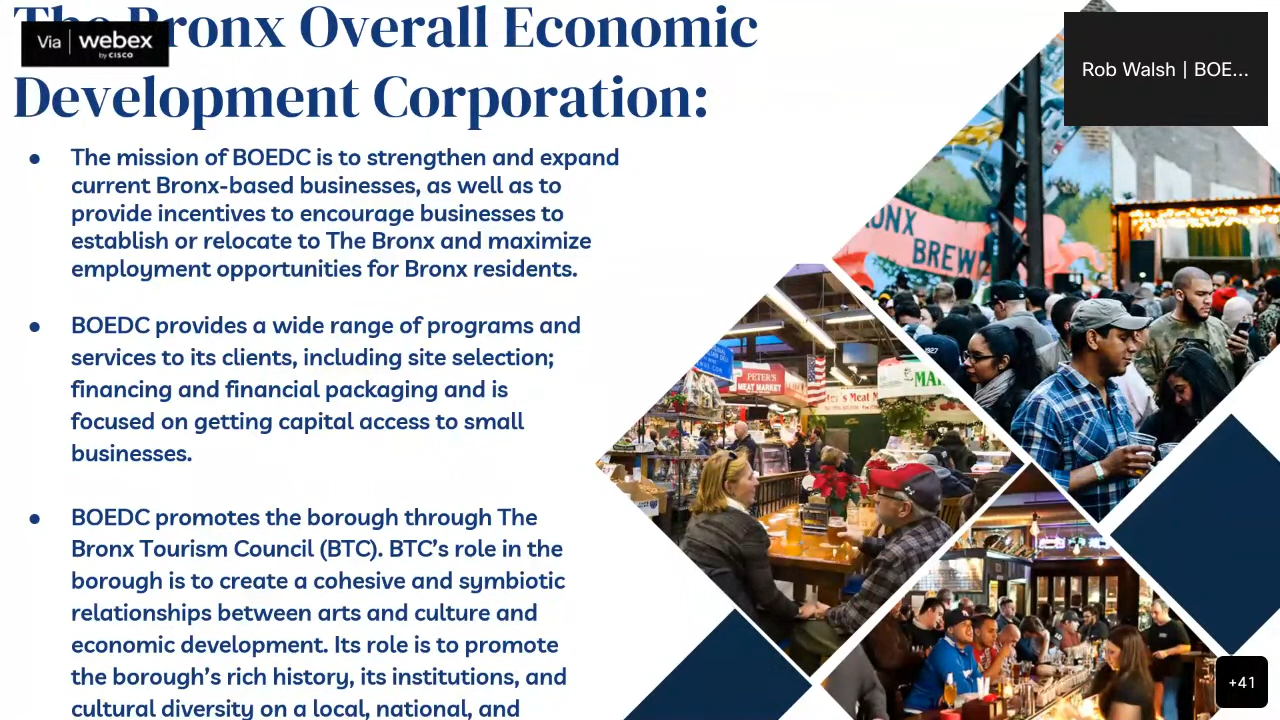 The Bronx Overall Economic
Via | webex
by CISCO
Development Corporation:
Rob Walsh | BOE...
• The mission of BOEDC is to strengthen and expand
current Bronx-based businesses, as well as to
provide incentives to encourage businesses to
establish or relocate to The Bronx and maximize
employment opportunities for Bronx residents.
• BOEDC provides a wide range of programs and
services to its clients, including site selection;
financing and financial packaging and is
focused on getting capital access to small
businesses.
• BOEDC promotes the borough through The
Bronx Tourism Council (BTC). BTC's role in the
borough is to create a cohesive and symbiotic
relationships between arts and culture and
economic development. Its role is to promote
the borough's rich history, its institutions, and
cultural diversity on a local, national, and
BREW
PETER'S
MEAT MARKET
+41